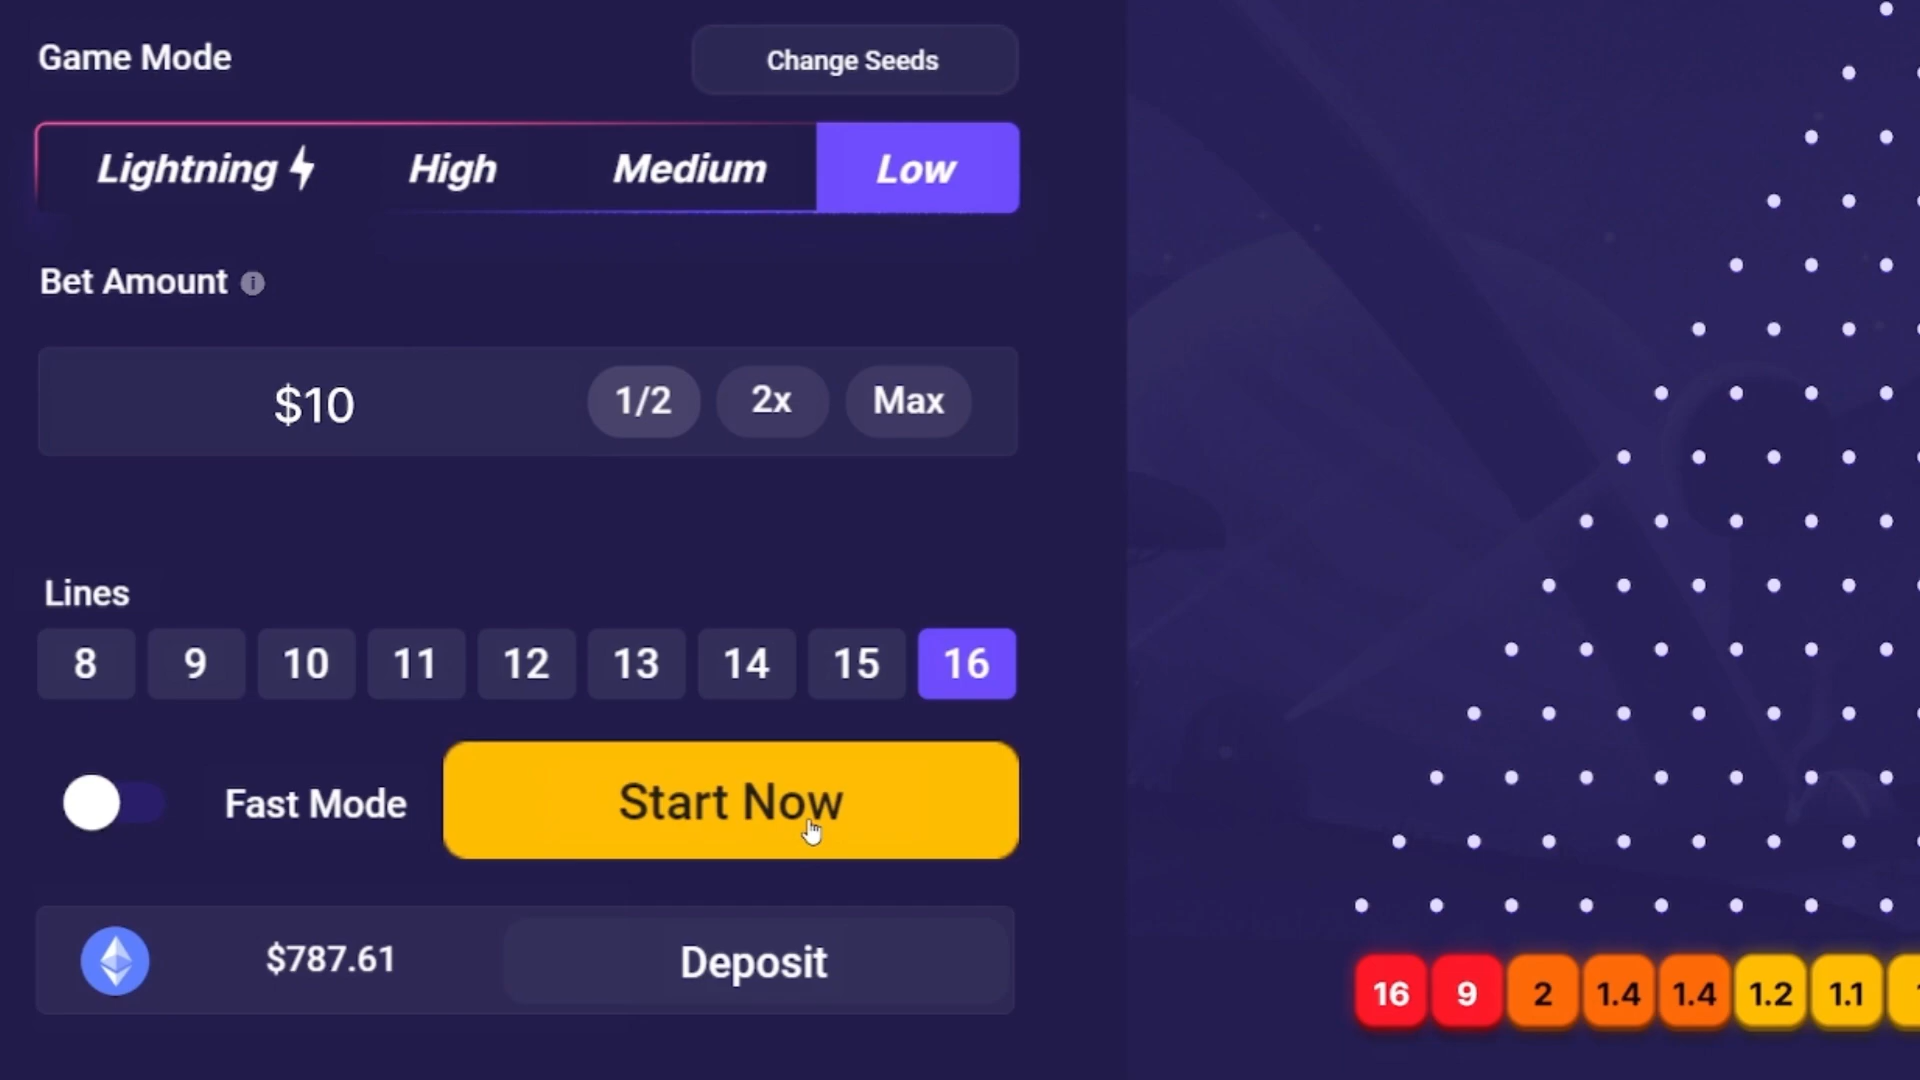 Game Mode
Change Seeds
Lightning High Medium Low
Bet Amount
$10 1/2 2x Max
Lines
8 9 10 11 12 13 14 15 16
Fast Mode Start Now
$787.61 Deposit
16 9 2 1.4 1.4 1.2 1.1